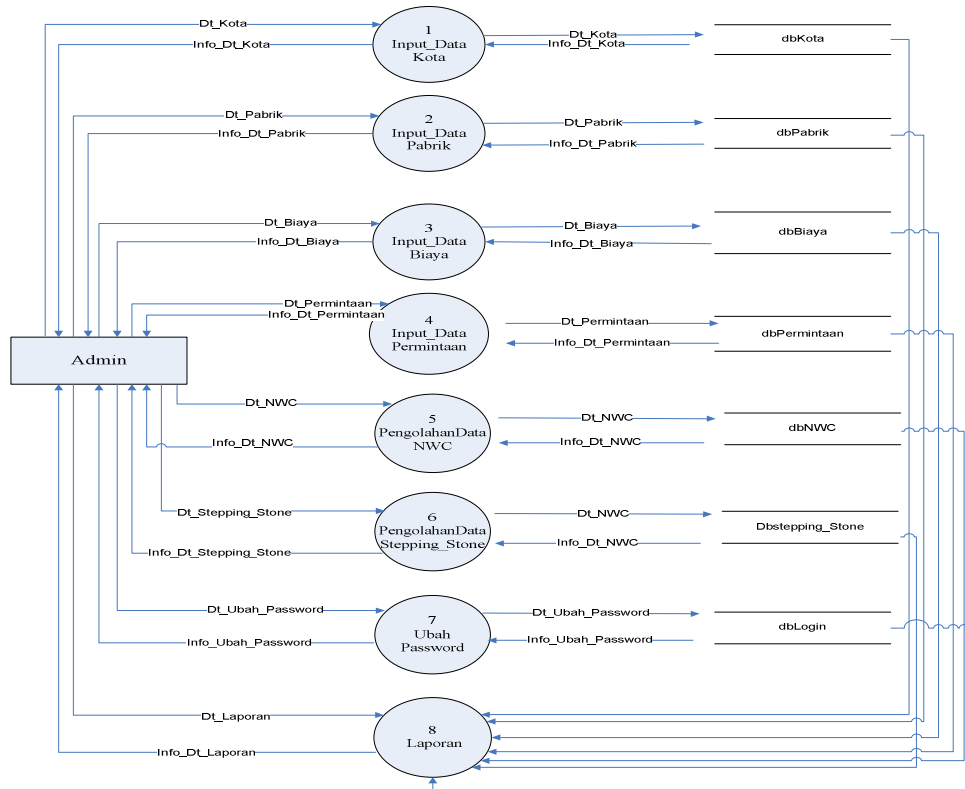 Dt_Kota
Info_Dt_Kota
1
Input_Data
Kota
Dt_Kota
Info_Dt_Kota
dbKota
Dt_Pabrik
Info_Dt_Pabrik
2
Input_Data
Pabrik
Dt_Pabrik
Info_Dt_Pabrik
dbPabrik
Dt_Biaya
Info_Dt_Biaya
3
Input_Data
Biaya
Dt_Biaya
Info_Dt_Biaya
dbBiaya
Dt_Permintaan
Info_Dt_Permintaan
4
Input_Data
Permintaan
Dt_Permintaan
Info_Dt_Permintaan
dbPermintaan
Admin
Dt_NWC
Info_Dt_NWC
5
PengolahanData
NWC
Dt_NWC
Info_Dt_NWC
dbNWC
Dt_Stepping_Stone
Info_Dt_Stepping_Stone
6
PengolahanData
Stepping_Stone
Dt_NWC
Info_Dt_NWC
Dbstepping_Stone
Dt_Ubah_Password
Info_Ubah_Password
7
Ubah
Password
Dt_Ubah_Password
Info_Ubah_Password
dbLogin
Dt_Laporan
Info_Dt_Laporan
8
Laporan